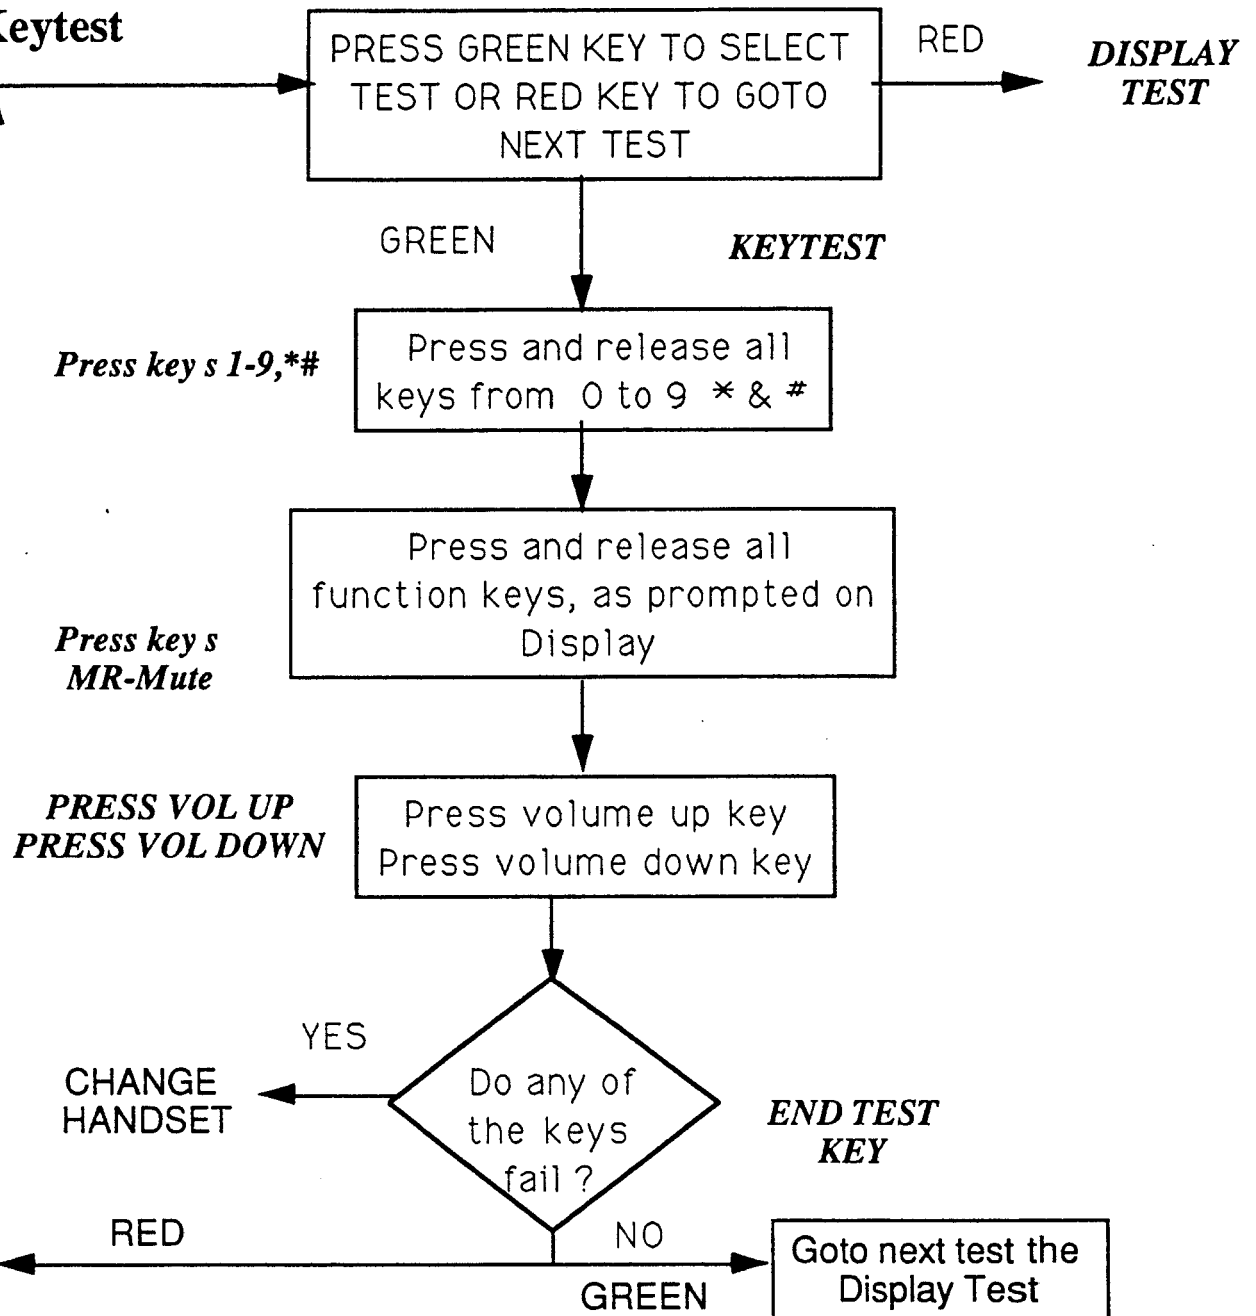 Keytest
PRESS GREEN KEY TO SELECT
TEST OR RED KEY TO GOTO
NEXT TEST
RED
DISPLAY
TEST
GREEN
KEYTEST
Press key s 1-9,*#
Press and release all
keys from 0 to 9 * & #
Press and release all
function keys, as prompted on
Display
Press key s
MR-Mute
PRESS VOL UP
PRESS VOL DOWN
Press volume up key
Press volume down key
YES
CHANGE
HANDSET
Do any of
the keys
fail ?
END TEST
KEY
RED
NO
GREEN
Goto next test the
Display Test